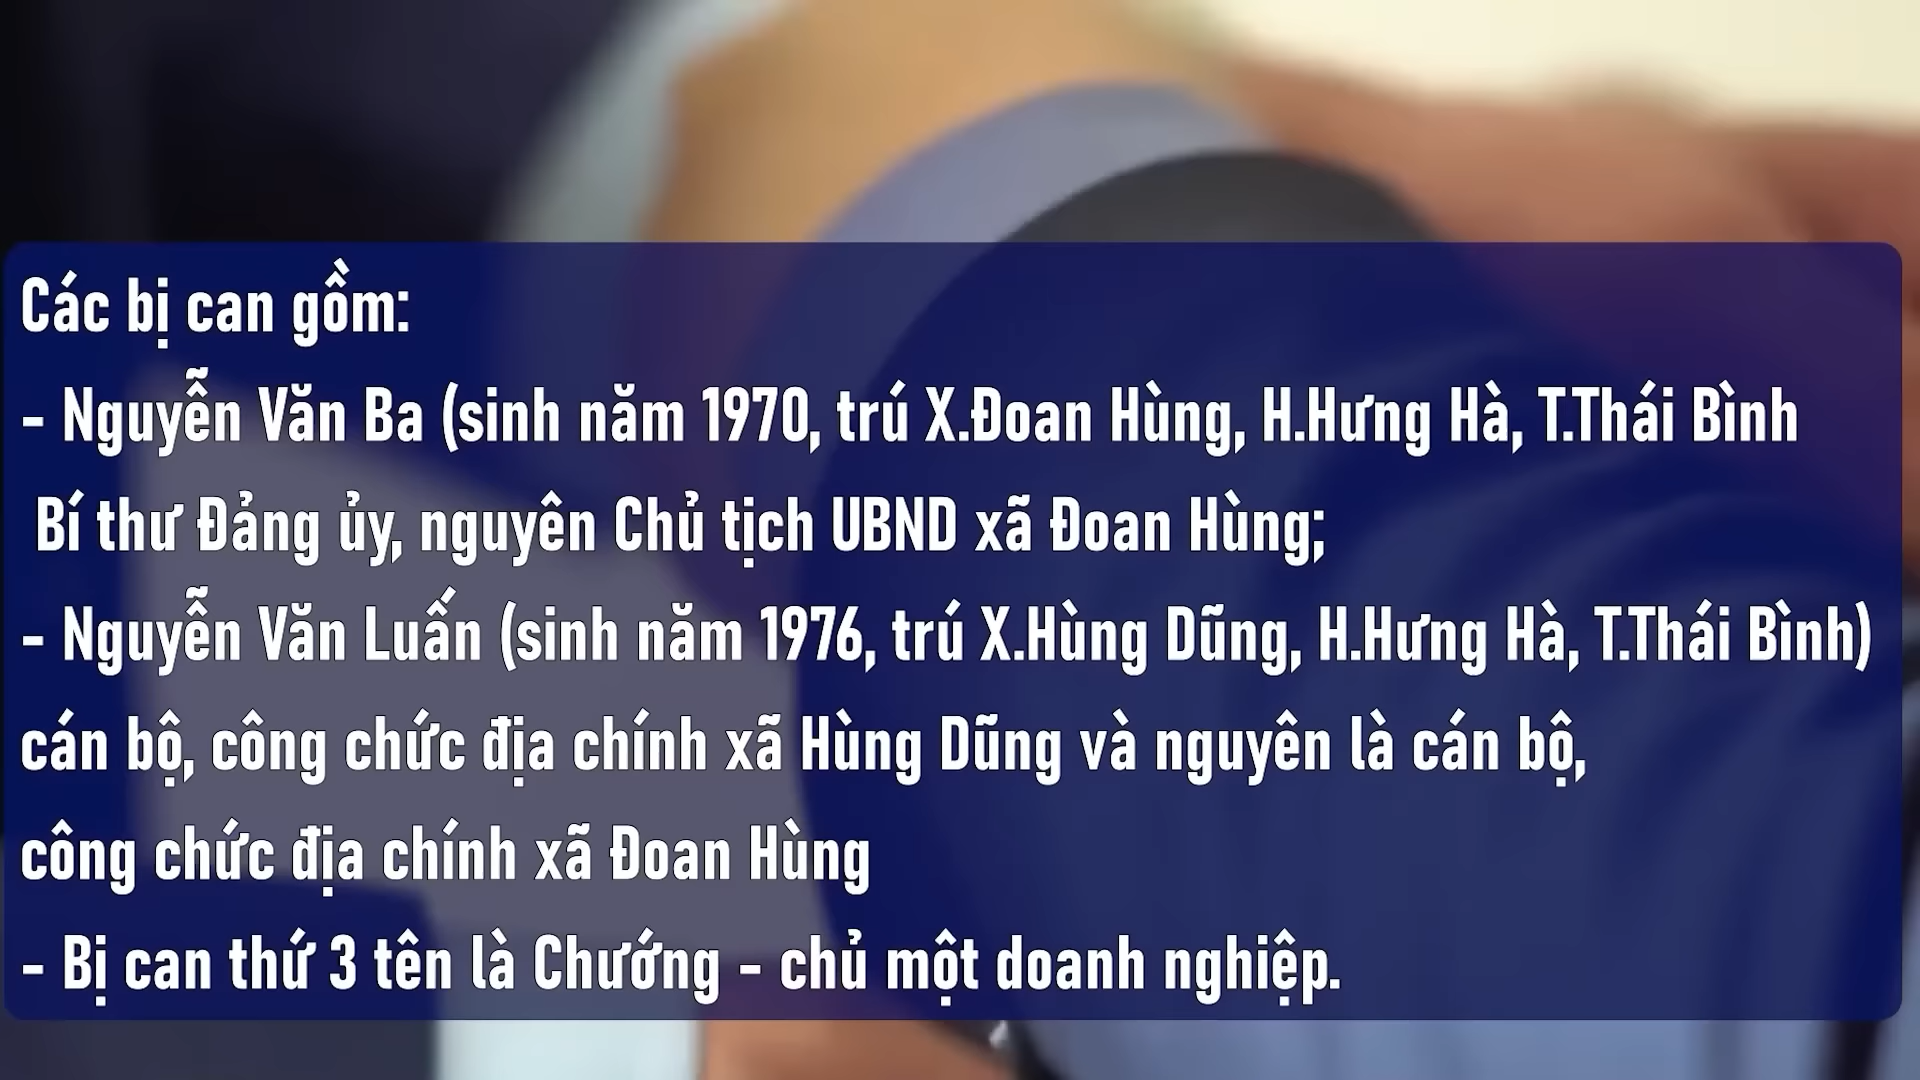 Các bị can gồm:
- Nguyễn Văn Ba (sinh năm 1970, trú X.Đoan Hùng, H.Hưng Hà, T.Thái Bình
Bí thư Đảng ủy, nguyên Chủ tịch UBND xã Đoan Hùng;
- Nguyễn Văn Luấn (sinh năm 1976, trú X.Hùng Dũng, H.Hưng Hà, T.Thái Bình)
cán bộ, công chức địa chính xã Hùng Dũng và nguyên là cán bộ,
công chức địa chính xã Đoan Hùng
- Bị can thứ 3 tên là Chướng - chủ một doanh nghiệp.